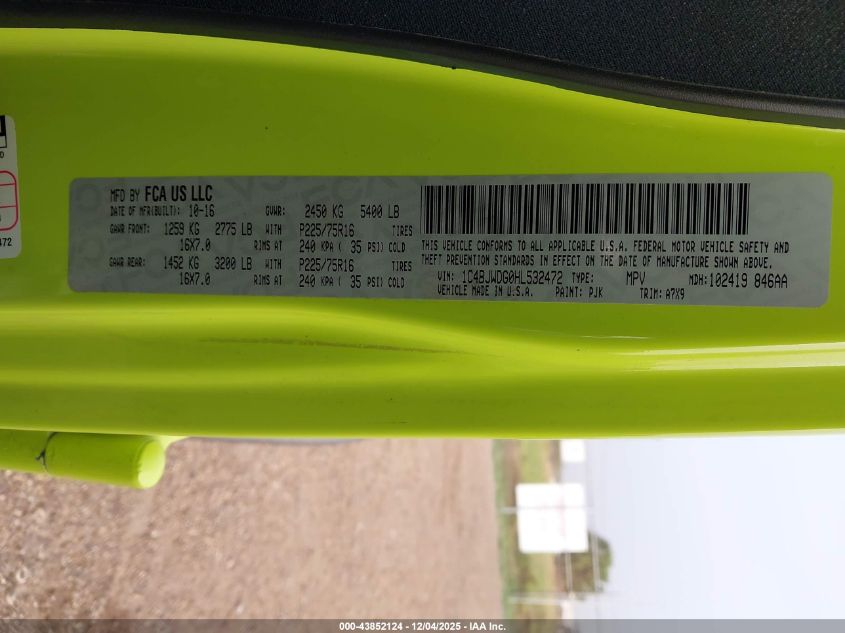 MFD BY FCA US LLC
DATE OF MFR(BUILT): 10-16 GVWR: 2450 KG 5400 LB
GAWR FRONT: 1259 KG 2775 LB WITH P225/75R16 TIRES
16X7.0 RIMS AT 240 KPA ( 35 PSI) COLD
GAWR REAR: 1452 KG 3200 LB WITH P225/75R16 TIRES
16X7.0 RIMS AT 240 KPA ( 35 PSI) COLD
THIS VEHICLE CONFORMS TO ALL APPLICABLE U.S.A. FEDERAL MOTOR VEHICLE SAFETY AND
THEFT PREVENTION STANDARDS IN EFFECT ON THE DATE OF MANUFACTURE SHOWN ABOVE.
VIN: 1C4BJWDG0HL532472 TYPE: MPV MDH:102419 846AA
VEHICLE MADE IN U.S.A. PAINT: PJK TRIM: A7X9
472
000-43852124 - 12/04/2025 - IAA Inc.